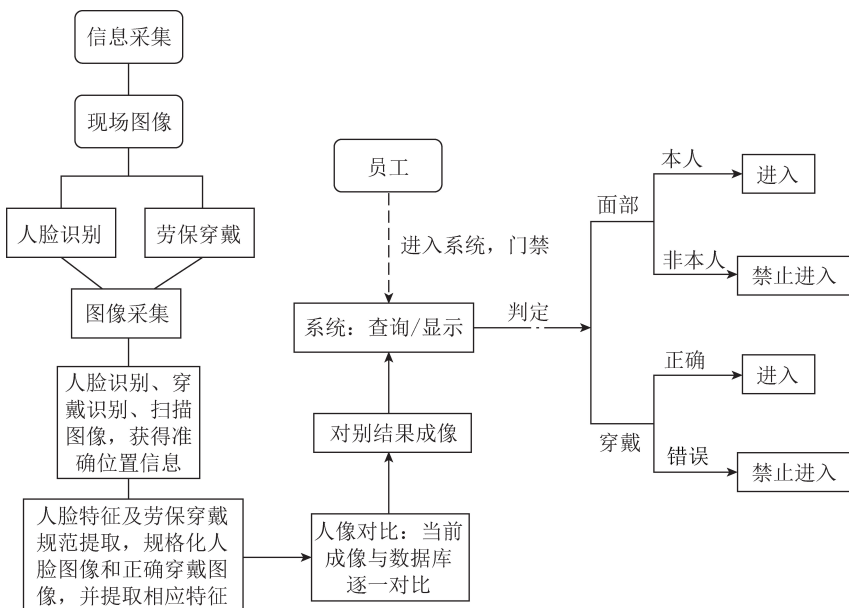 信息采集
现场图像
人脸识别
劳保穿戴
图像采集
人脸识别、穿
戴识别、扫描
图像，获得准
确位置信息
人脸特征及劳保穿戴
规范提取，规格化人
脸图像和正确穿戴图
像，并提取相应特征
员工
进入系统，门禁
系统：查询/显示
对别结果成像
人像对比：当前
成像与数据库
逐一对比
判定
面部
本人
进入
非本人
禁止进入
穿戴
正确
进入
错误
禁止进入